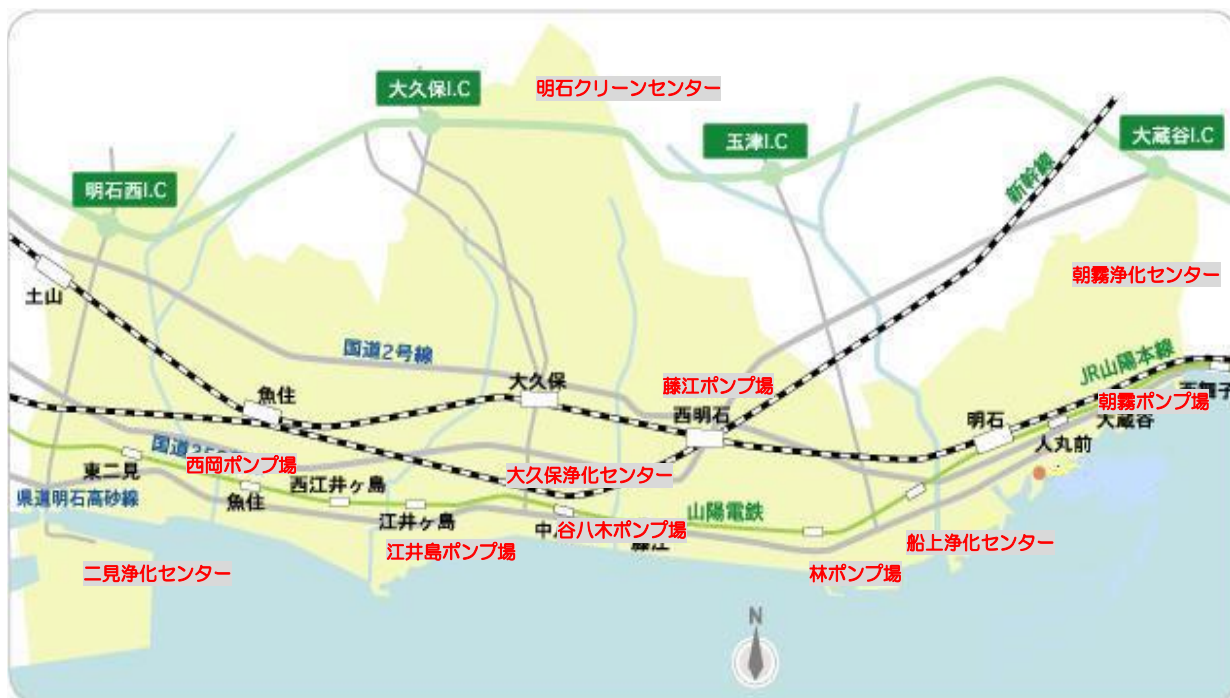 大久保I.C
明石クリーンセンター
玉津I.C
大蔵谷I.C
明石西I.C
新幹線
朝霧浄化センター
土山
国道2号線
JR山陽本線
大久保
藤江ポンプ場
魚住
西明石
朝霧ポンプ場
明石
大蔵谷
人丸前
国道2
西岡ポンプ場
東二見
大久保浄化センター
西江井ヶ島
県道明石高砂線
魚住
江井ヶ島
山陽電鉄
中
谷八木ポンプ場
江井島ポンプ場
船上浄化センター
二見浄化センター
林ポンプ場
N